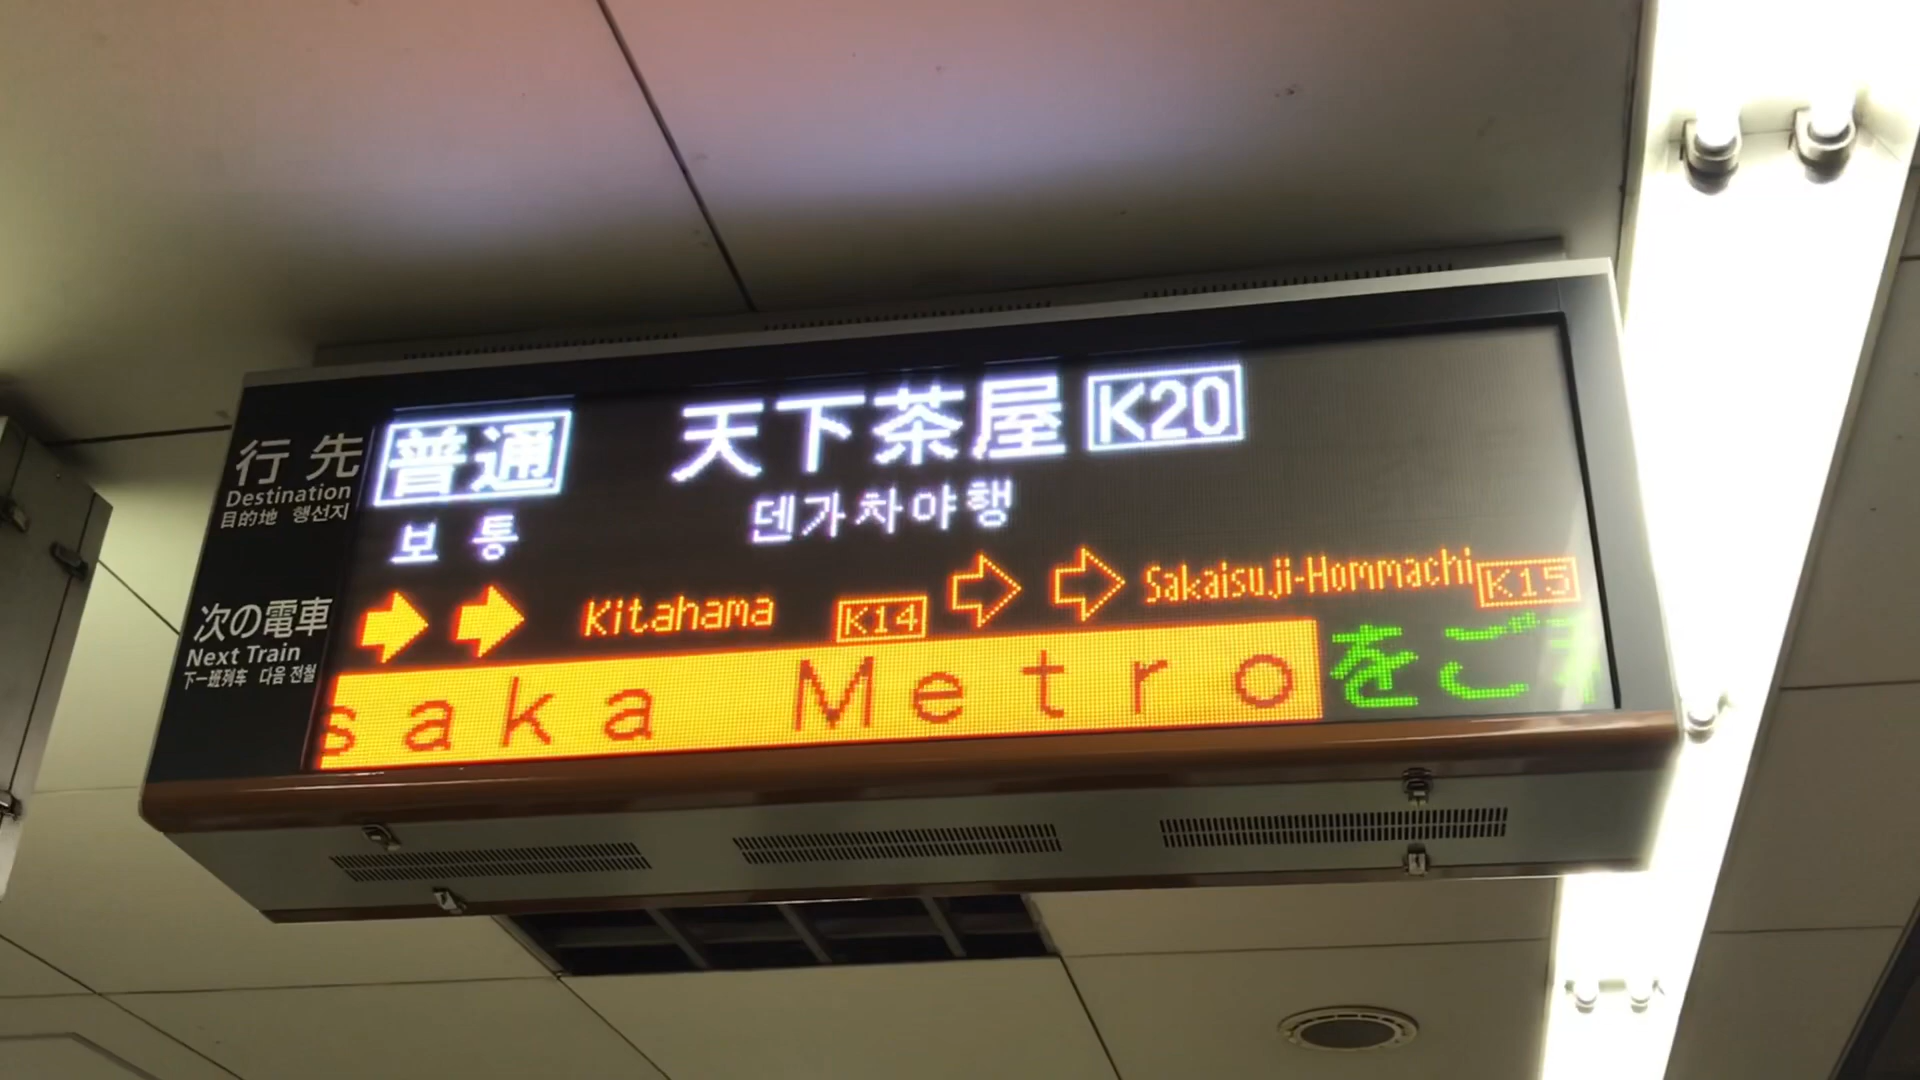 行先 普通 天下茶屋 K20
Destination
目的地 행선지 보통 덴가차야행
次の電車 Kitahama K14 Sakaisuji-Hommachi K15
Next Train
下一班列车 다음 전철
saka Metro をご